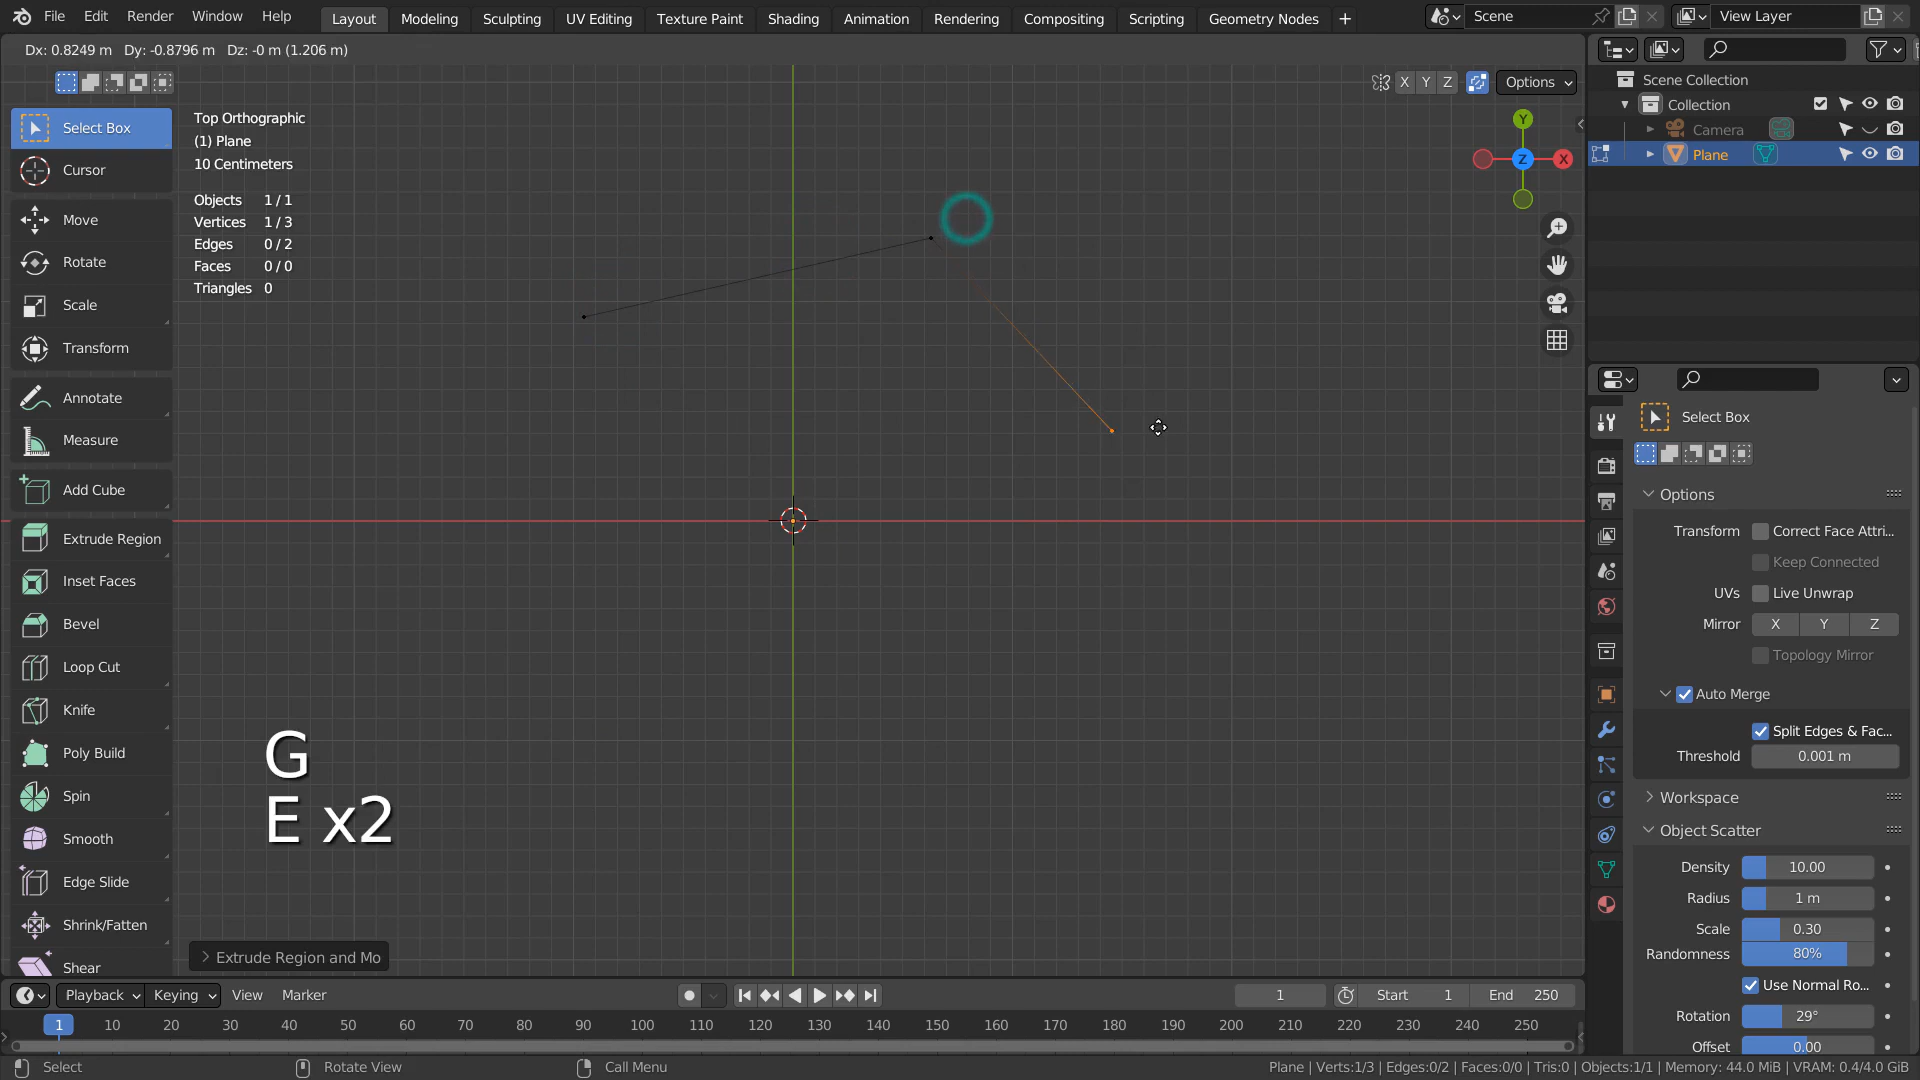 File Edit Render Window Help Layout Modeling Sculpting UV Editing Texture Paint Shading Animation Rendering Compositing Scripting Geometry Nodes + Scene View Layer
Dx: 0.8249 m Dy: -0.8796 m Dz: -0 m (1.206 m)
X Y Z Options
Top Orthographic
(1) Plane
10 Centimeters
Objects 1 / 1
Vertices 1 / 3
Edges 0 / 2
Faces 0 / 0
Triangles 0
Y
Z
X
Select Box
Cursor
Move
Rotate
Scale
Transform
Annotate
Measure
Add Cube
Extrude Region
Inset Faces
Bevel
Loop Cut
Knife
Poly Build
Spin
Smooth
Edge Slide
Shrink/Fatten
Shear
G
E x2
Extrude Region and Mo
Scene Collection
Collection
Camera
Plane
Select Box
Options
Transform Correct Face Attri...
Keep Connected
UVs Live Unwrap
Mirror X Y Z
Topology Mirror
Auto Merge
Split Edges & Fac...
Threshold 0.001 m
Workspace
Object Scatter
Density 10.00
Radius 1 m
Scale 0.30
Randomness 80%
Use Normal Ro...
Rotation 29°
Offset 0.00
Playback Keying View Marker 1 Start 1 End 250
1 10 20 30 40 50 60 70 80 90 100 110 120 130 140 150 160 170 180 190 200 210 220 230 240 250
Select Rotate View Call Menu Plane | Verts:1/3 | Edges:0/2 | Faces:0/0 | Tris:0 | Objects:1/1 | Memory: 44.0 MiB | VRAM: 0.4/4.0 GiB